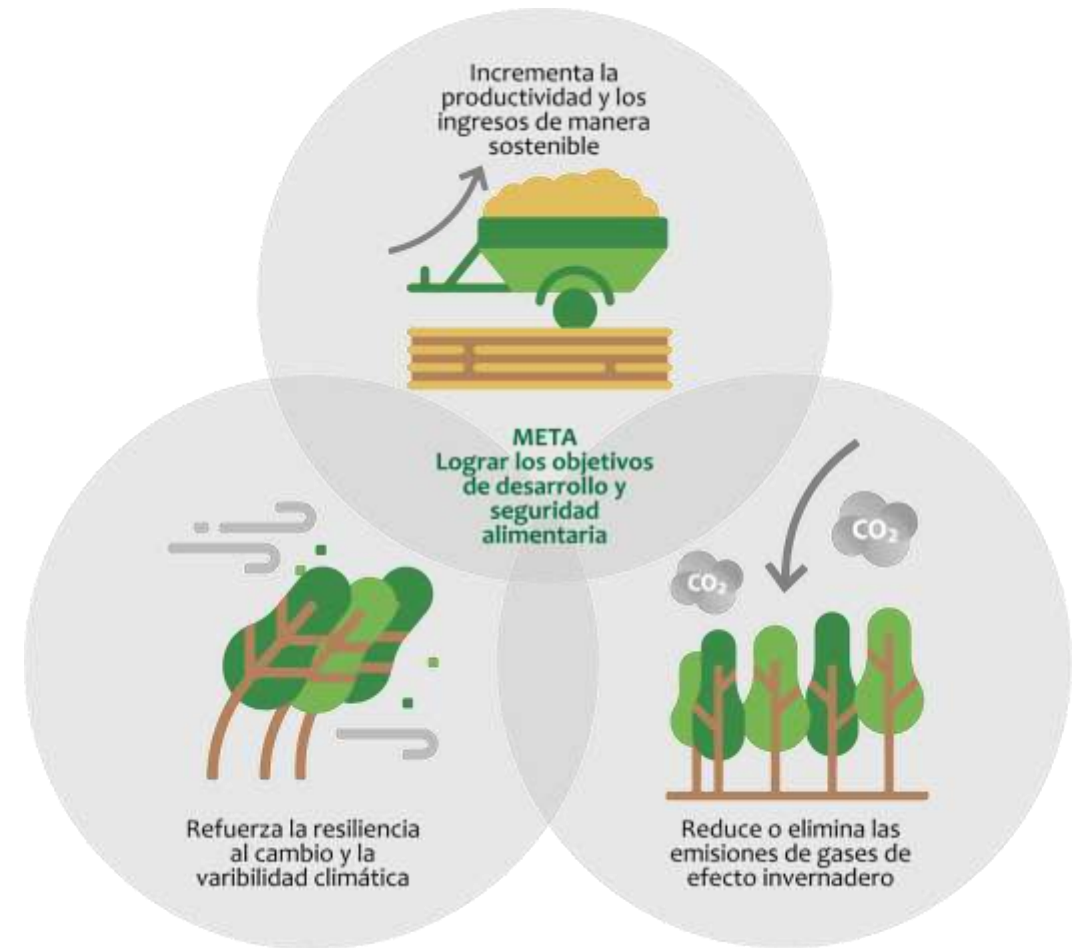 Incrementa la
productividad y los
ingresos de manera
sostenible
META
Lograr los objetivos
de desarrollo y
seguridad
alimentaria
CO₂
CO₂
Refuerza la resiliencia
al cambio y la
varibilidad climática
Reduce o elimina las
emisiones de gases de
efecto invernadero